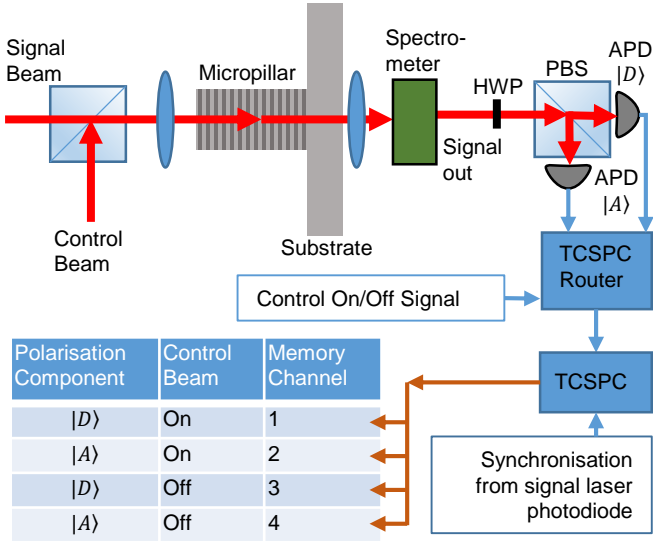 Signal
Beam
Micropillar
Spectro-
meter
HWP
PBS
APD
|D⟩
Signal
out
APD
|A⟩
Control
Beam
Substrate
TCSPC
Router
Control On/Off Signal
TCSPC
Synchronisation
from signal laser
photodiode
Polarisation Component Control Beam Memory Channel
|D⟩ On 1
|A⟩ On 2
|D⟩ Off 3
|A⟩ Off 4